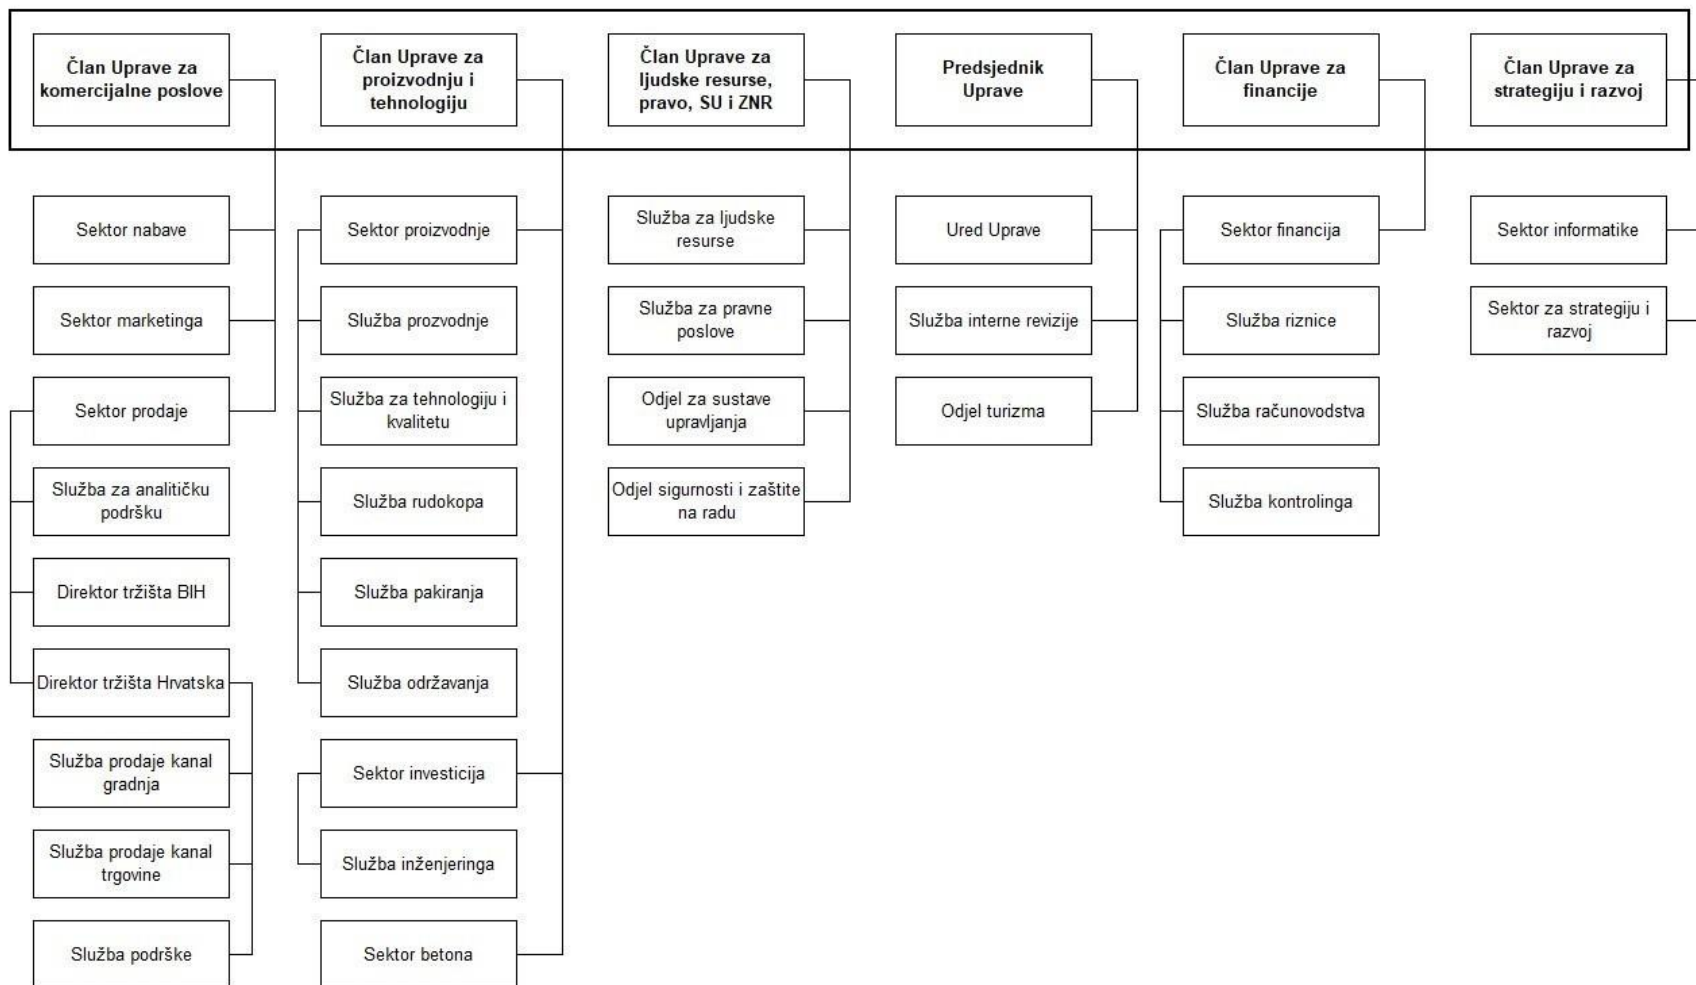 Član Uprave za
komercijalne poslove
Član Uprave za
proizvodnju i
tehnologiju
Član Uprave za
ljudske resurse,
pravo, SU i ZNR
Predsjednik
Uprave
Član Uprave za
financije
Član Uprave za
strategiju i razvoj
Sektor nabave
Sektor marketinga
Sektor prodaje
Služba za analitičku
podršku
Direktor tržišta BIH
Direktor tržišta Hrvatska
Služba prodaje kanal
gradnja
Služba prodaje kanal
trgovine
Služba podrške
Sektor proizvodnje
Služba prozvodnje
Služba za tehnologiju i
kvalitetu
Služba rudokopa
Služba pakiranja
Služba održavanja
Sektor investicija
Služba inženjeringa
Sektor betona
Služba za ljudske
resurse
Služba za pravne
poslove
Odjel za sustave
upravljanja
Odjel sigurnosti i zaštite
na radu
Ured Uprave
Služba interne revizije
Odjel turizma
Sektor financija
Služba riznice
Služba računovodstva
Služba kontrolinga
Sektor informatike
Sektor za strategiju i
razvoj